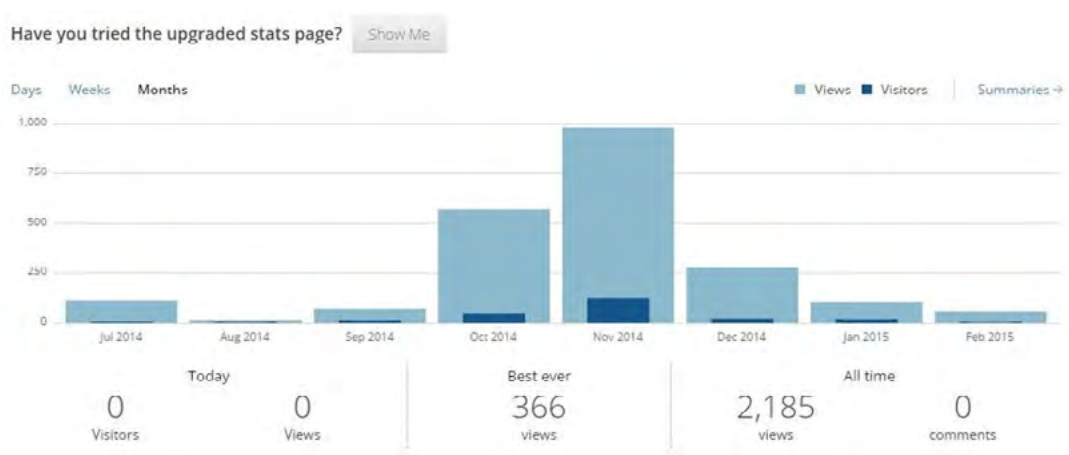 Have you tried the upgraded stats page? Show Me
Days Weeks Months Views Visitors Summaries →
1,000
750
500
250
0
Jul 2014 Aug 2014 Sep 2014 Oct 2014 Nov 2014 Dec 2014 Jan 2015 Feb 2015
Today Best ever All time
0 0 366 2,185 0
Visitors Views views views comments